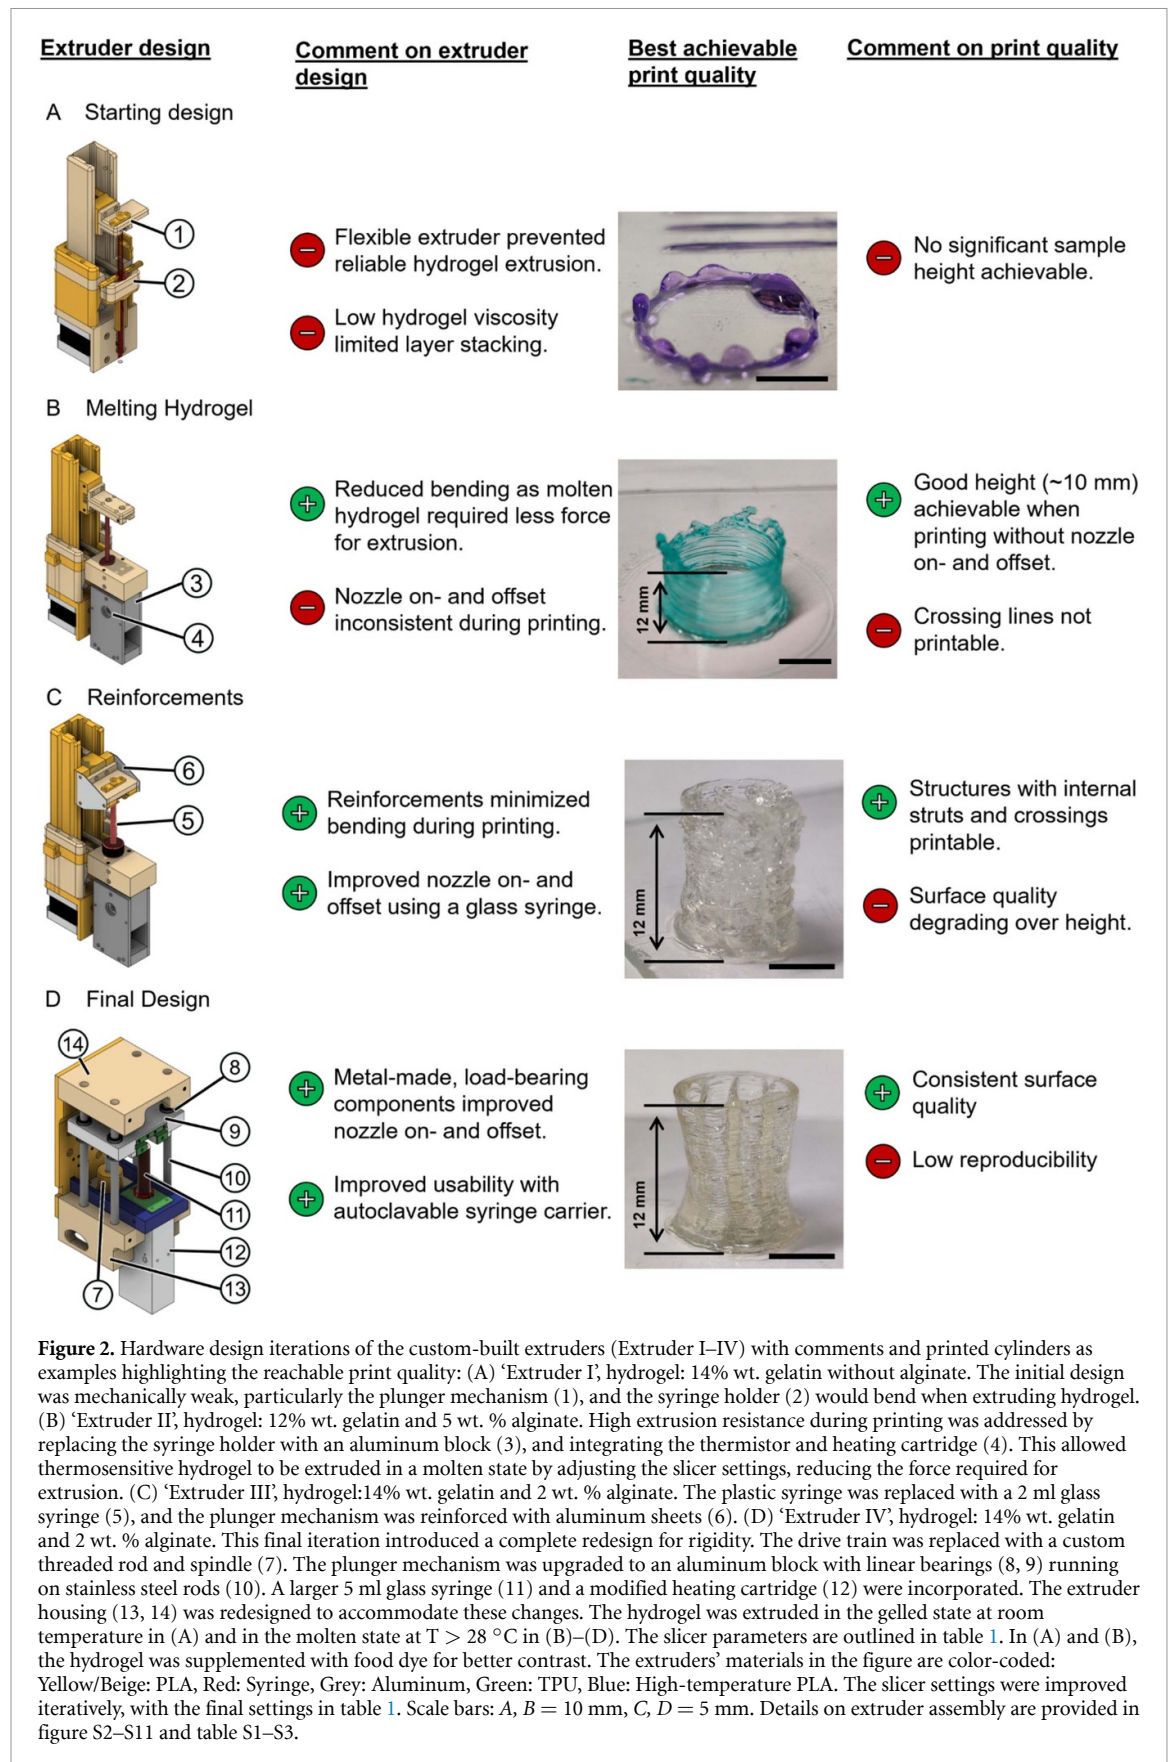 Extruder design
Comment on extruder
design
Best achievable
print quality
Comment on print quality
A Starting design
1
2
Flexible extruder prevented
reliable hydrogel extrusion.
Low hydrogel viscosity
limited layer stacking.
No significant sample
height achievable.
B Melting Hydrogel
3
4
Reduced bending as molten
hydrogel required less force
for extrusion.
Nozzle on- and offset
inconsistent during printing.
12 mm
Good height (~10 mm)
achievable when
printing without nozzle
on- and offset.
Crossing lines not
printable.
C Reinforcements
6
5
Reinforcements minimized
bending during printing.
Improved nozzle on- and
offset using a glass syringe.
12 mm
Structures with internal
struts and crossings
printable.
Surface quality
degrading over height.
D Final Design
14
8
9
10
11
12
13
7
Metal-made, load-bearing
components improved
nozzle on- and offset.
Improved usability with
autoclavable syringe carrier.
12 mm
Consistent surface
quality
Low reproducibility
Figure 2. Hardware design iterations of the custom-built extruders (Extruder I–IV) with comments and printed cylinders as
examples highlighting the reachable print quality: (A) ‘Extruder I’, hydrogel: 14% wt. gelatin without alginate. The initial design
was mechanically weak, particularly the plunger mechanism (1), and the syringe holder (2) would bend when extruding hydrogel.
(B) ‘Extruder II’, hydrogel: 12% wt. gelatin and 5 wt. % alginate. High extrusion resistance during printing was addressed by
replacing the syringe holder with an aluminum block (3), and integrating the thermistor and heating cartridge (4). This allowed
thermosensitive hydrogel to be extruded in a molten state by adjusting the slicer settings, reducing the force required for
extrusion. (C) ‘Extruder III’, hydrogel:14% wt. gelatin and 2 wt. % alginate. The plastic syringe was replaced with a 2 ml glass
syringe (5), and the plunger mechanism was reinforced with aluminum sheets (6). (D) ‘Extruder IV’, hydrogel: 14% wt. gelatin
and 2 wt. % alginate. This final iteration introduced a complete redesign for rigidity. The drive train was replaced with a custom
threaded rod and spindle (7). The plunger mechanism was upgraded to an aluminum block with linear bearings (8, 9) running
on stainless steel rods (10). A larger 5 ml glass syringe (11) and a modified heating cartridge (12) were incorporated. The extruder
housing (13, 14) was redesigned to accommodate these changes. The hydrogel was extruded in the gelled state at room
temperature in (A) and in the molten state at T > 28 °C in (B)–(D). The slicer parameters are outlined in table 1. In (A) and (B),
the hydrogel was supplemented with food dye for better contrast. The extruders’ materials in the figure are color-coded:
Yellow/Beige: PLA, Red: Syringe, Grey: Aluminum, Green: TPU, Blue: High-temperature PLA. The slicer settings were improved
iteratively, with the final settings in table 1. Scale bars: A, B = 10 mm, C, D = 5 mm. Details on extruder assembly are provided in
figure S2–S11 and table S1–S3.